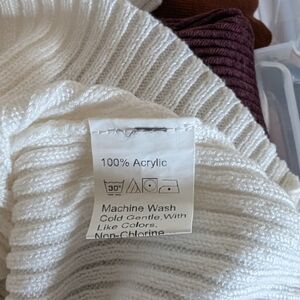 100% Acrylic
30°
Machine Wash
Cold Gentle,With
Like Colors,
Non-Chlorine